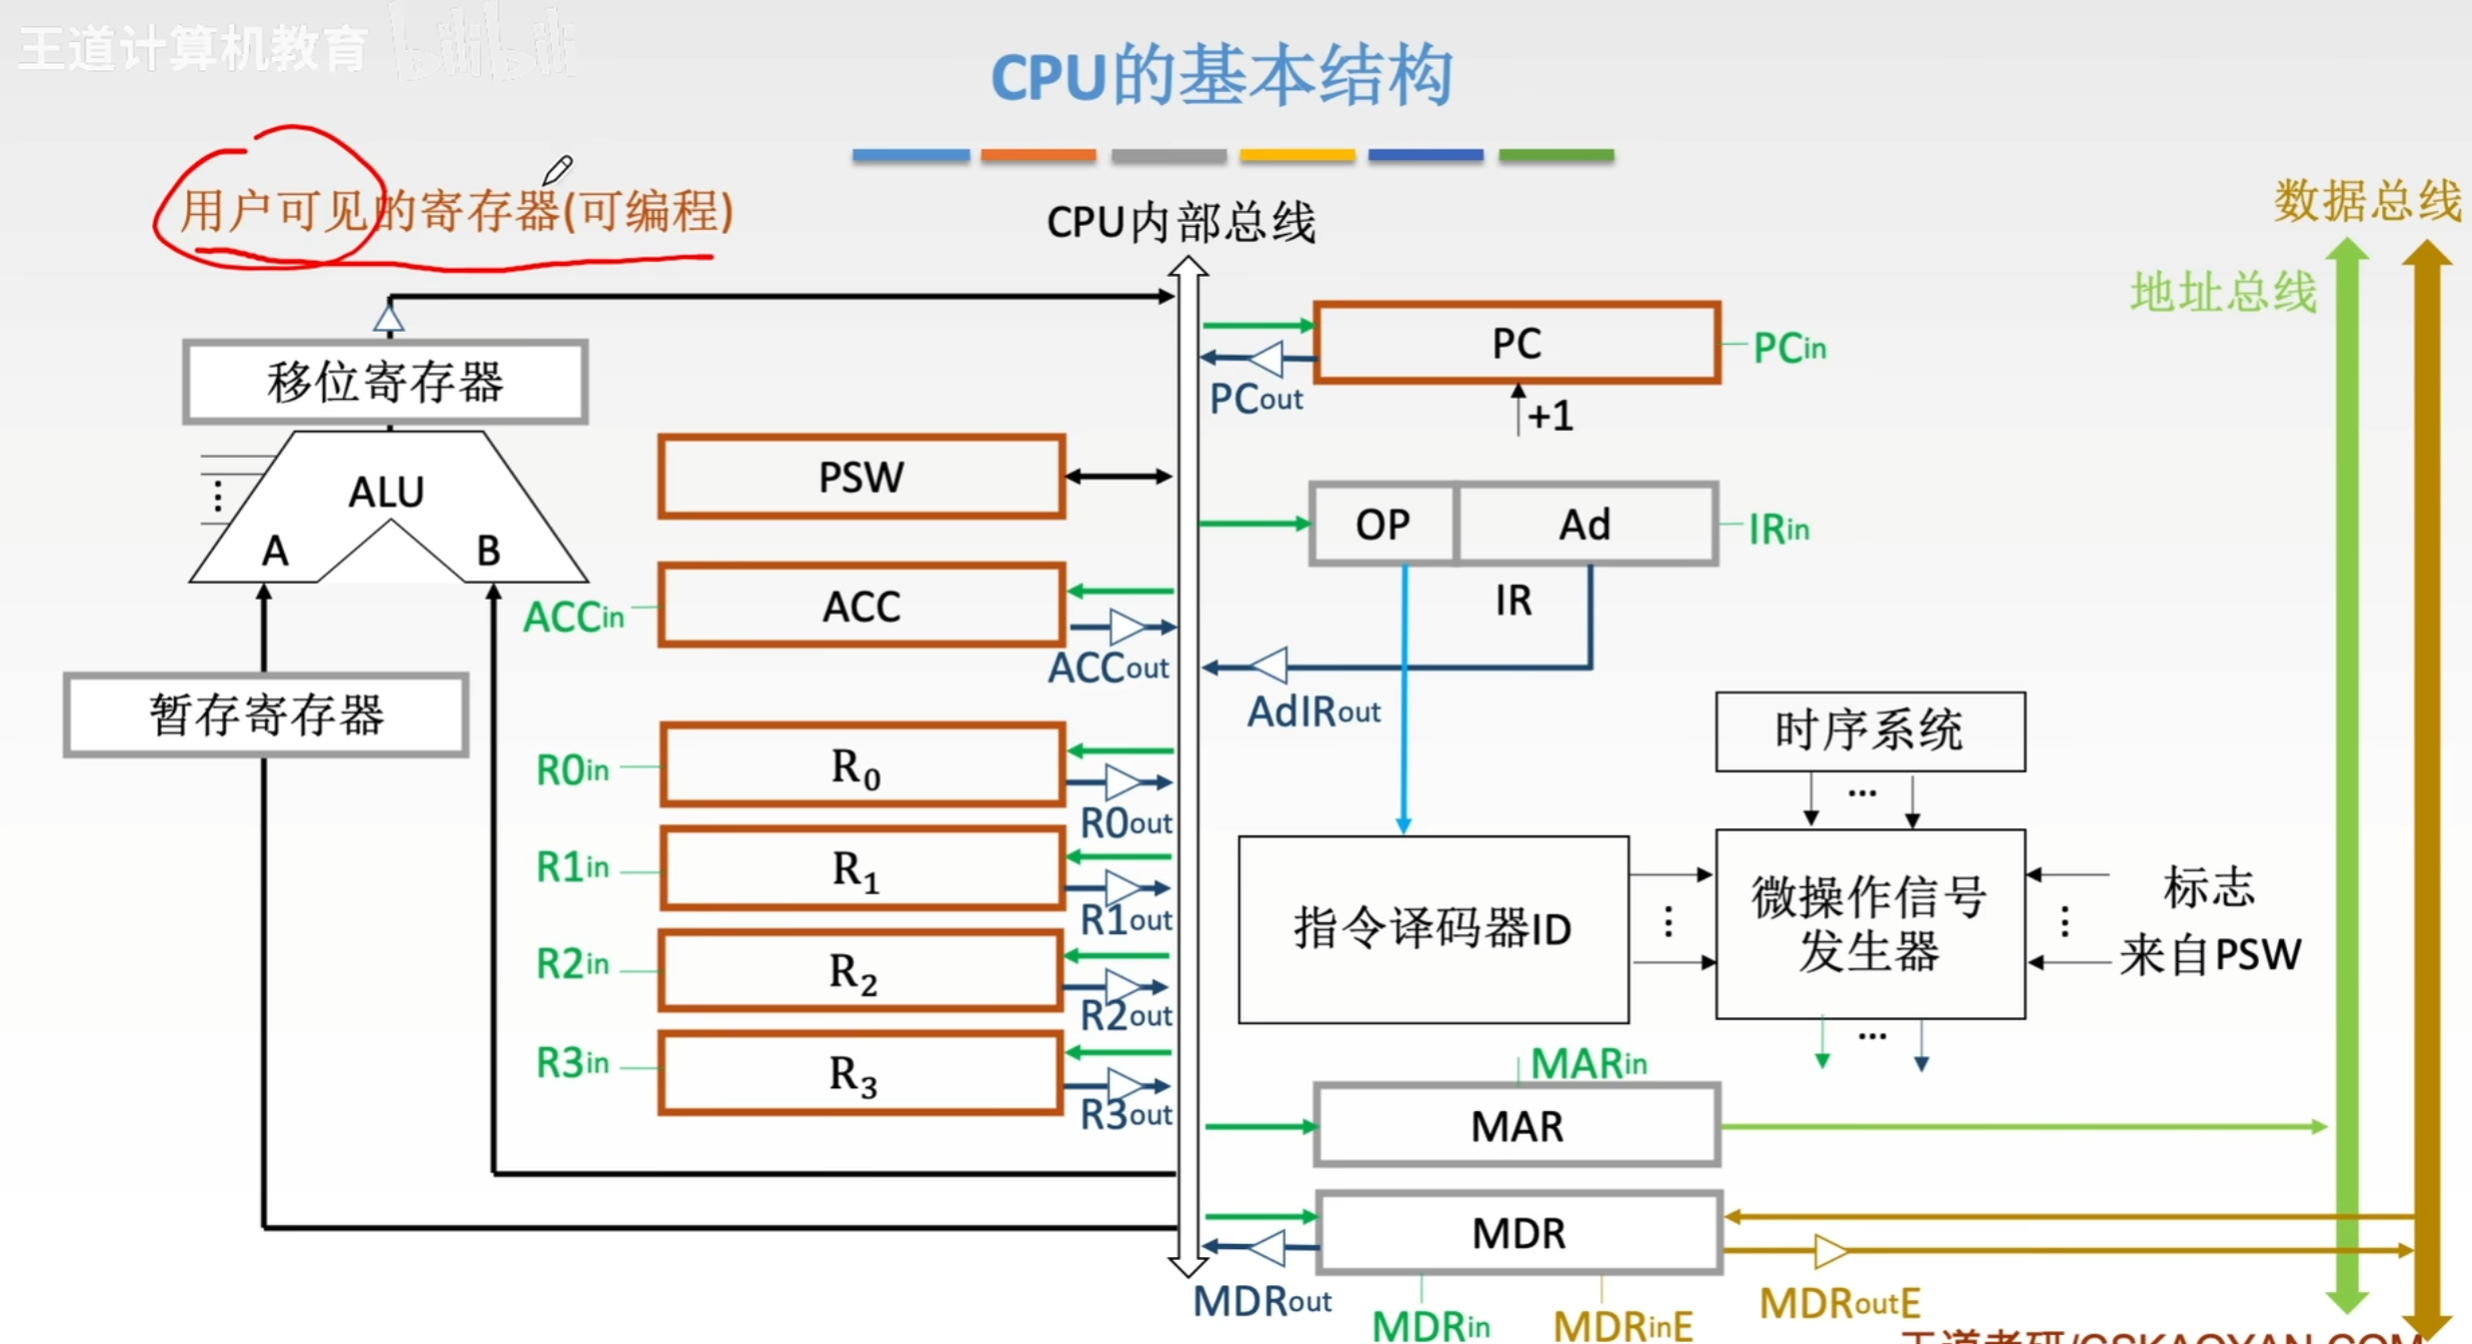 王道计算机教育 bilibili
CPU的基本结构
用户可见的寄存器(可编程)
CPU内部总线
数据总线
地址总线
移位寄存器
ALU
A
B
暂存寄存器
PSW
ACCin
ACC
ACCout
R0in
R0
R0out
R1in
R1
R1out
R2in
R2
R2out
R3in
R3
R3out
PC
PCin
PCout
+1
OP
Ad
IRin
IR
AdIRout
时序系统
...
指令译码器ID
微操作信号
发生器
标志
来自PSW
...
MARin
MAR
MDR
MDRout
MDRin
MDRinE
MDRoutE
王道考研/CSKAOYAN.COM